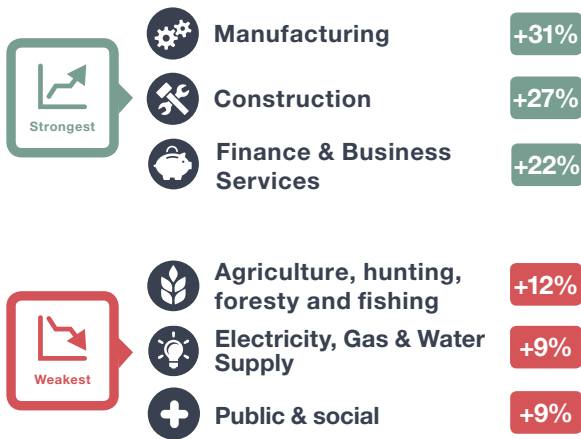 Strongest
Manufacturing +31%
Construction +27%
Finance & Business
Services
+22%
Weakest
Agriculture, hunting,
foresty and fishing
+12%
Electricity, Gas & Water
Supply
+9%
Public & social +9%